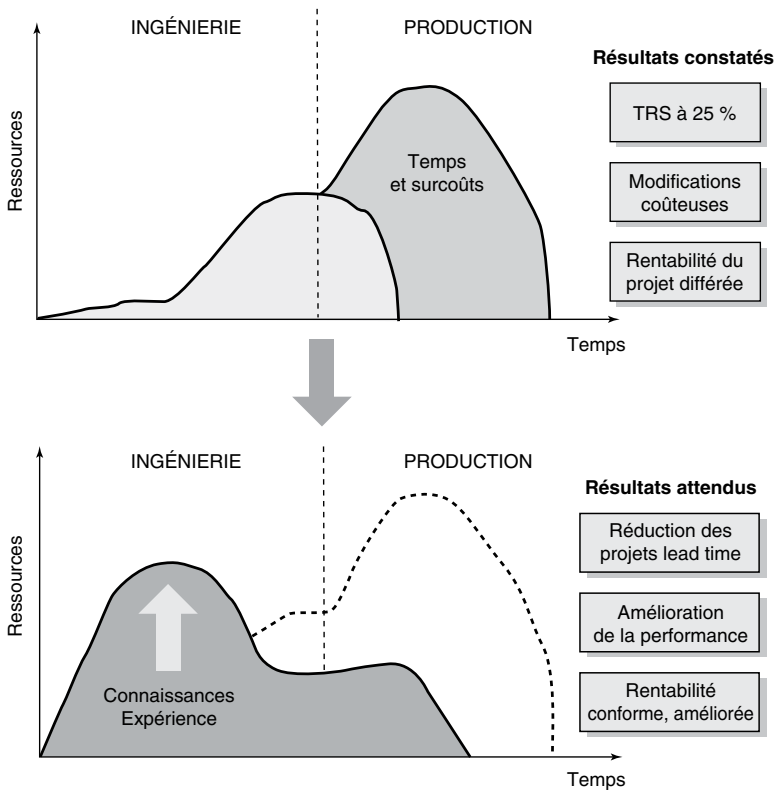 INGÉNIERIE
PRODUCTION
Résultats constatés
Ressources
TRS à 25 %
Temps
et surcoûts
Modifications
coûteuses
Rentabilité du
projet différée
Temps
INGÉNIERIE
PRODUCTION
Résultats attendus
Ressources
Réduction des
projets lead time
Amélioration
de la performance
Connaissances
Expérience
Rentabilité
conforme, améliorée
Temps